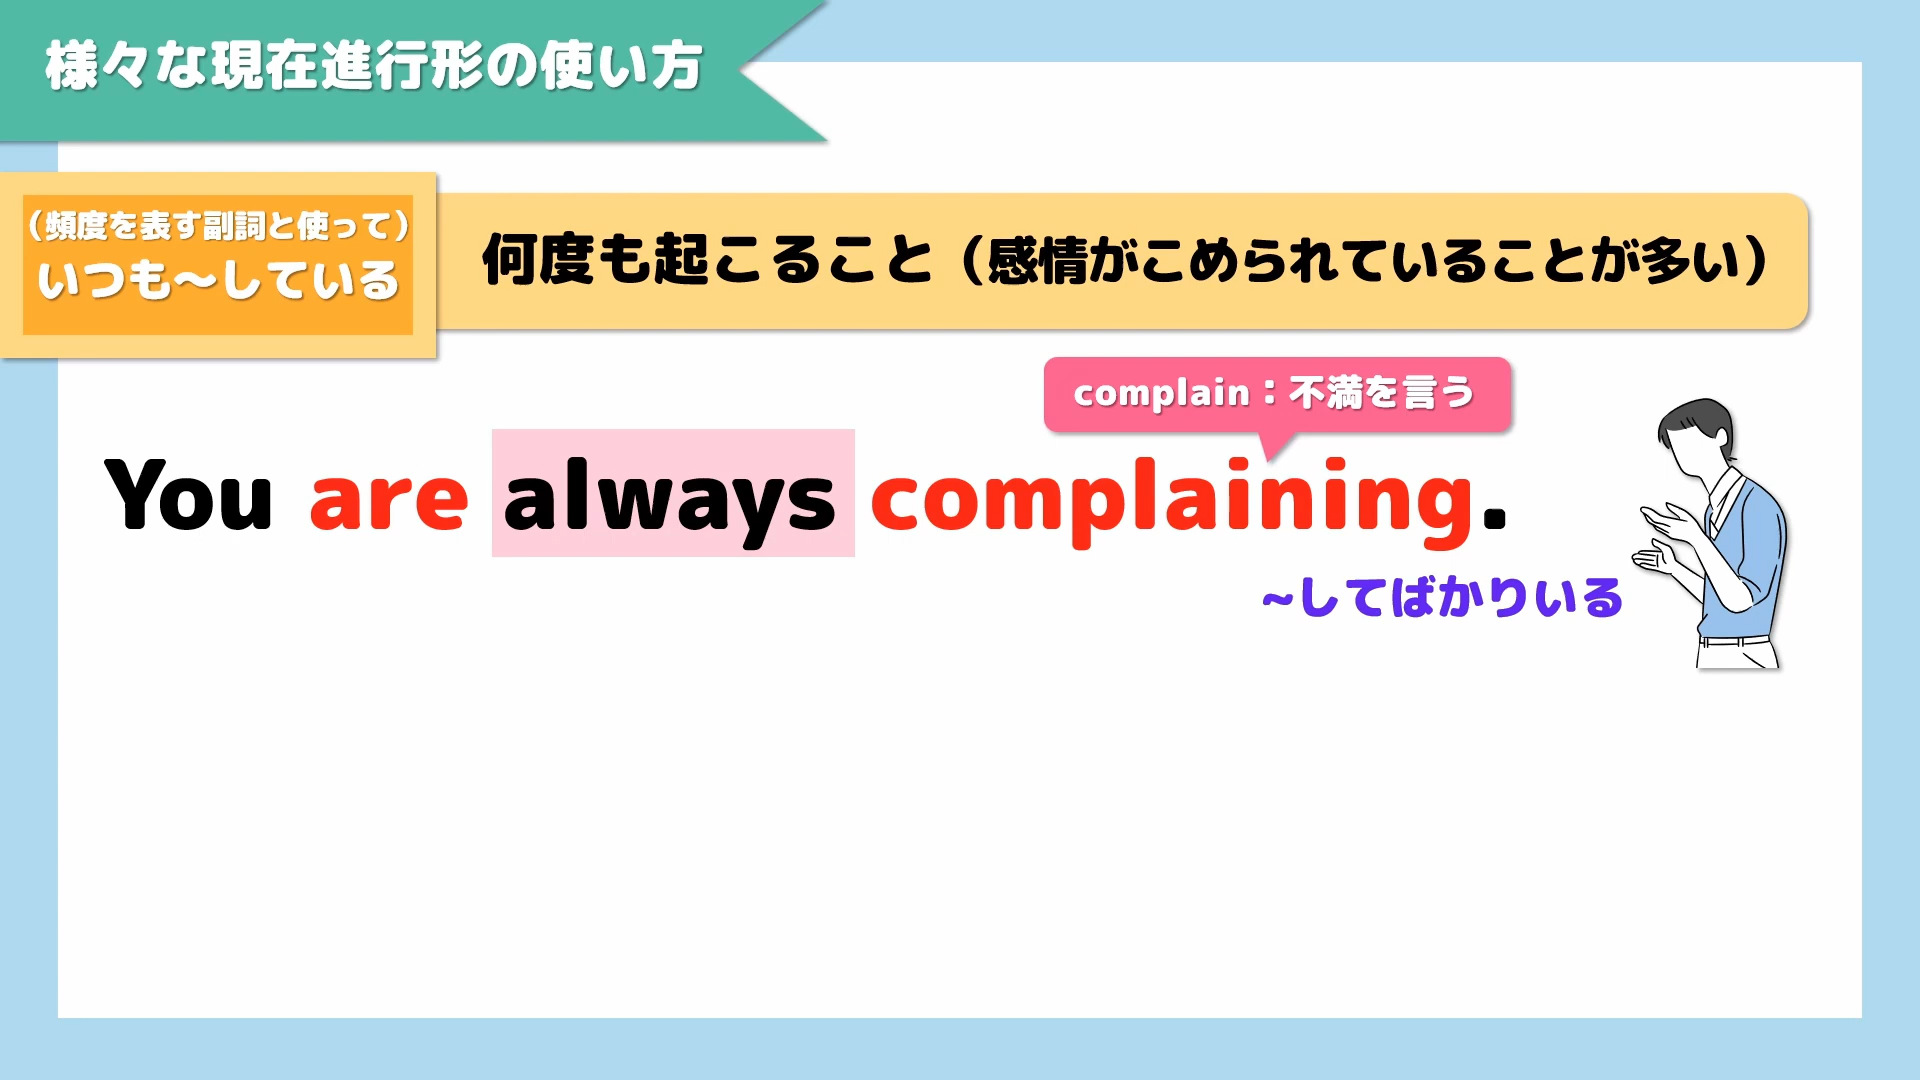 様々な現在進行形の使い方
（頻度を表す副詞と使って）
いつも〜している
何度も起こること（感情がこめられていることが多い）
complain：不満を言う
You are always complaining.
~してばかりいる